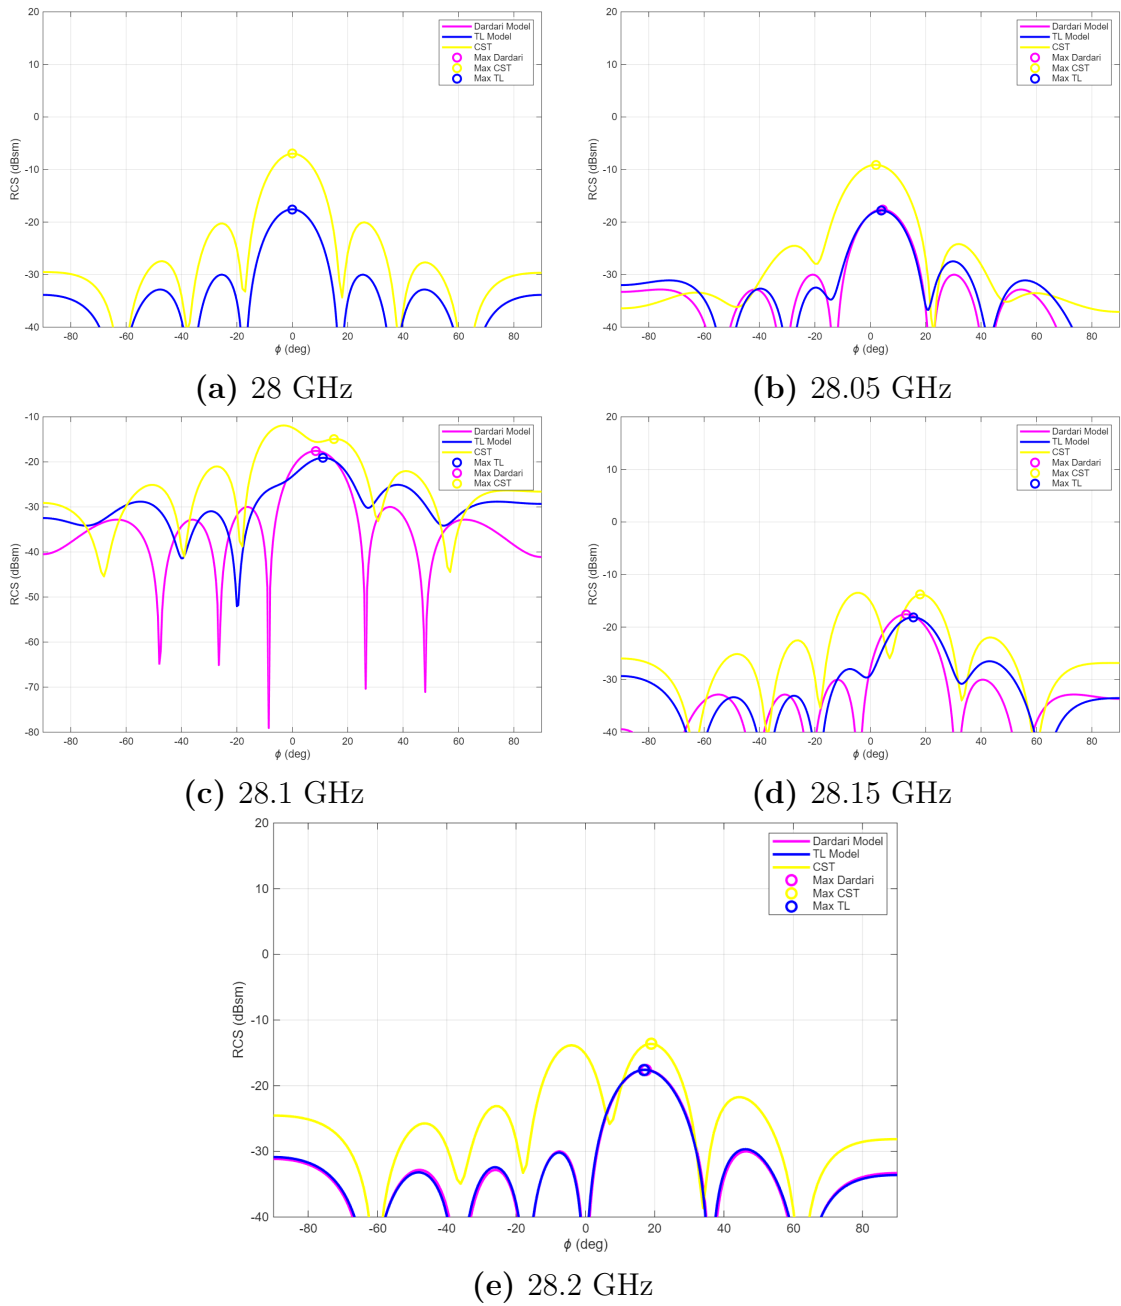 20
10
0
-10
-20
-30
-40
RCS (dBsm)
-80 -60 -40 -20 0 20 40 60 80
ϕ (deg)
Dardari Model
TL Model
CST
Max Dardari
Max CST
Max TL
(a) 28 GHz
20
10
0
-10
-20
-30
-40
RCS (dBsm)
-80 -60 -40 -20 0 20 40 60 80
ϕ (deg)
Dardari Model
TL Model
CST
Max Dardari
Max CST
Max TL
(b) 28.05 GHz
-10
-20
-30
-40
-50
-60
-70
-80
RCS (dBsm)
-80 -60 -40 -20 0 20 40 60 80
ϕ (deg)
Dardari Model
TL Model
CST
Max TL
Max Dardari
Max CST
(c) 28.1 GHz
20
15
10
5
0
-5
-10
-15
-20
-25
-30
-35
-40
RCS (dBsm)
-80 -60 -40 -20 0 20 40 60 80
ϕ (deg)
Dardari Model
TL Model
CST
Max Dardari
Max CST
Max TL
(d) 28.15 GHz
20
10
0
-10
-20
-30
-40
RCS (dBsm)
-80 -60 -40 -20 0 20 40 60 80
ϕ (deg)
Dardari Model
TL Model
CST
Max Dardari
Max CST
Max TL
(e) 28.2 GHz